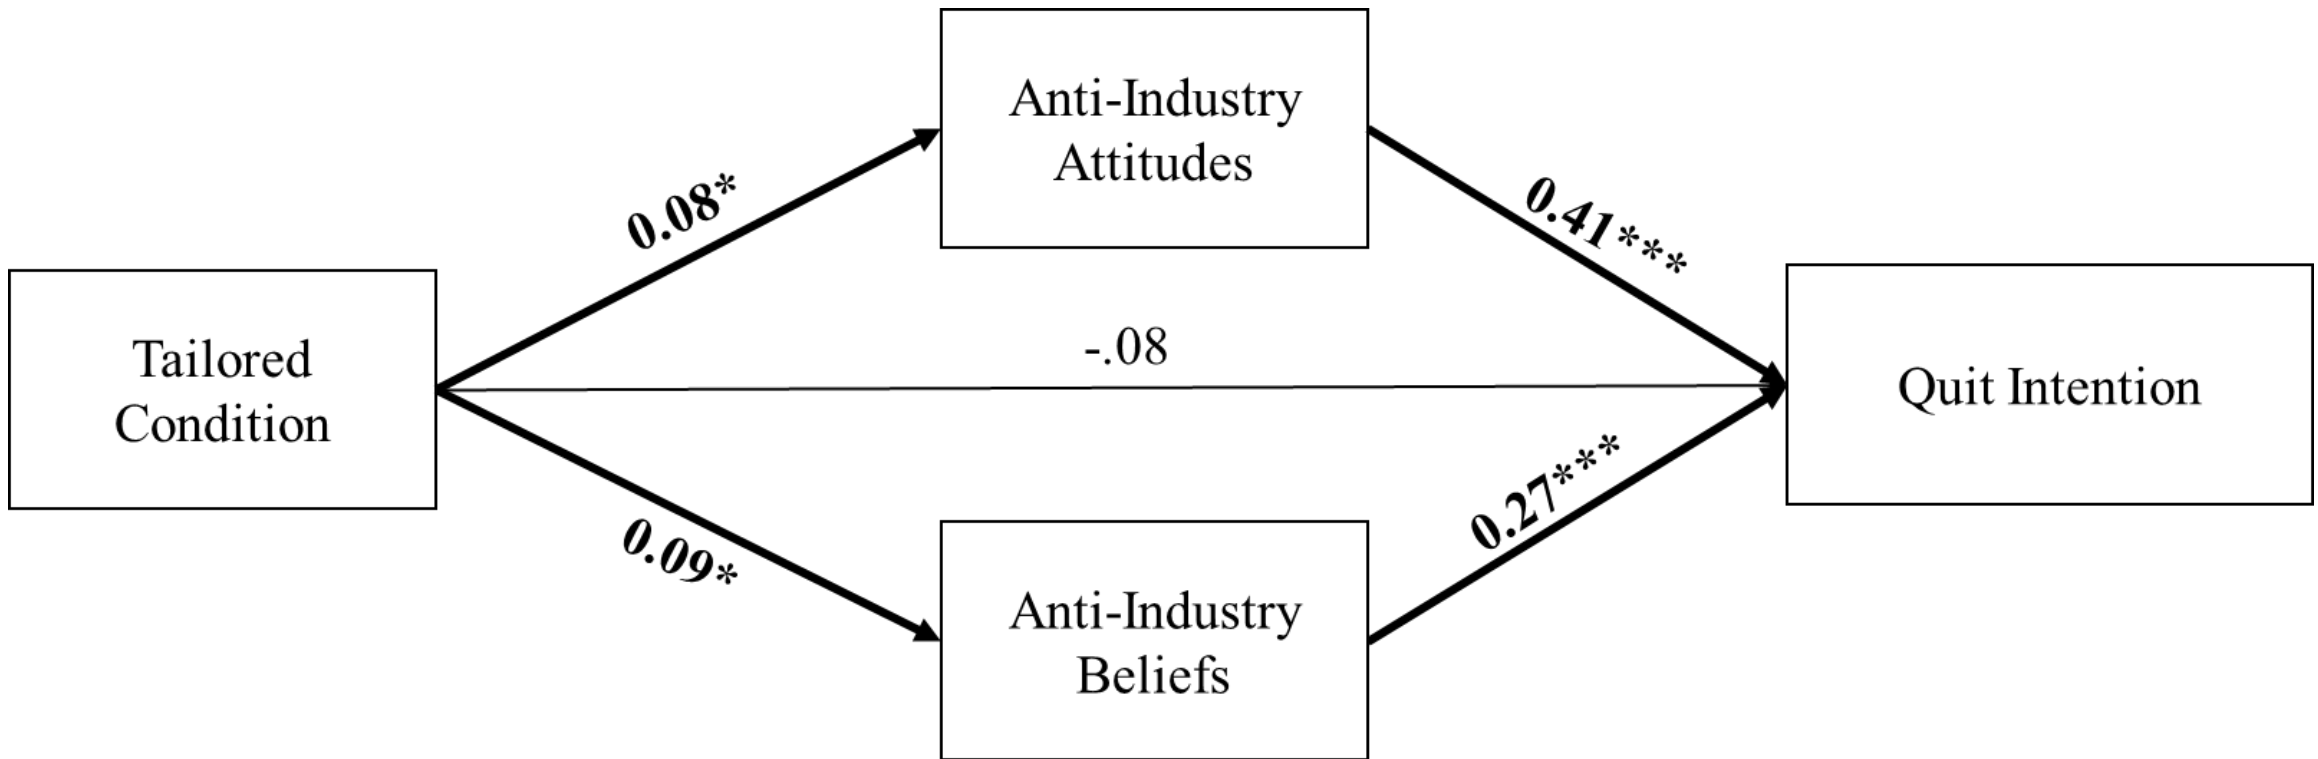 Anti-Industry
Attitudes
0.08*
0.41***
Tailored
Condition
-.08
Quit Intention
0.09*
0.27***
Anti-Industry
Beliefs